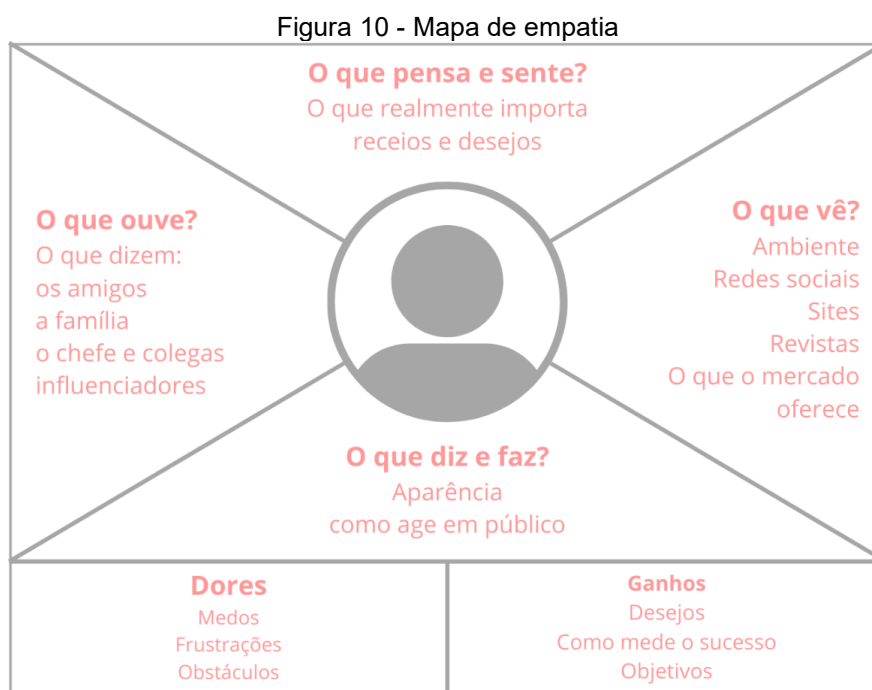 Figura 10 - Mapa de empatia
O que pensa e sente?
O que realmente importa
receios e desejos
O que ouve?
O que dizem:
os amigos
a família
o chefe e colegas
influenciadores
O que vê?
Ambiente
Redes sociais
Sites
Revistas
O que o mercado
oferece
O que diz e faz?
Aparência
como age em público
Dores
Medos
Frustrações
Obstáculos
Ganhos
Desejos
Como mede o sucesso
Objetivos